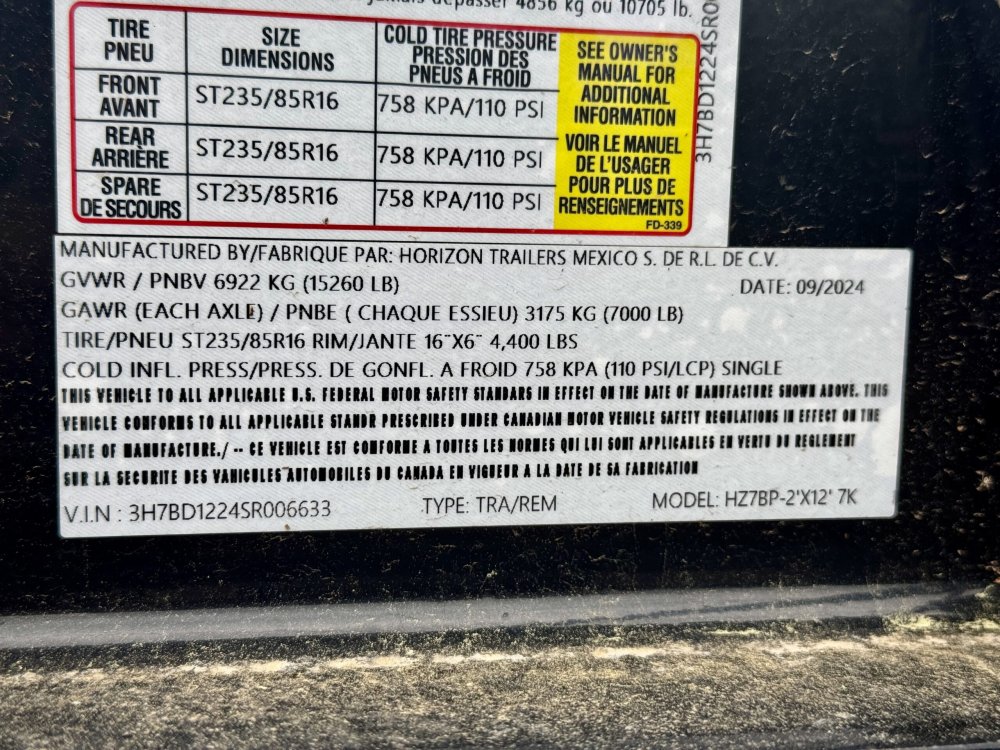 jamais dépasser 4856 kg ou 10705 lb.
TIRE
PNEU
SIZE
DIMENSIONS
COLD TIRE PRESSURE
PRESSION DES
PNEUS A FROID
SEE OWNER'S
MANUAL FOR
ADDITIONAL
INFORMATION
VOIR LE MANUEL
DE L'USAGER
POUR PLUS DE
RENSEIGNEMENTS
FD-339
FRONT
AVANT
ST235/85R16
758 KPA/110 PSI
REAR
ARRIÈRE
ST235/85R16
758 KPA/110 PSI
SPARE
DE SECOURS
ST235/85R16
758 KPA/110 PSI
3H7BD1224SR0
MANUFACTURED BY/FABRIQUE PAR: HORIZON TRAILERS MEXICO S. DE R.L. DE C.V.
GVWR / PNBV 6922 KG (15260 LB) DATE: 09/2024
GAWR (EACH AXLE) / PNBE ( CHAQUE ESSIEU) 3175 KG (7000 LB)
TIRE/PNEU ST235/85R16 RIM/JANTE 16"X6" 4,400 LBS
COLD INFL. PRESS/PRESS. DE GONFL. A FROID 758 KPA (110 PSI/LCP) SINGLE
THIS VEHICLE TO ALL APPLICABLE U.S. FEDERAL MOTOR SAFETY STANDARS IN EFFECT ON THE DATE OF MANUFACTURE SHOWN ABOVE. THIS
VEHICLE CONFORMS TO ALL APPLICABLE STANDR PRESCRIBED UNDER CANADIAN MOTOR VEHICLE SAFETY REGULATIONS IN EFFECT ON THE
DATE OF MANUFACTURE./ -- CE VEHICLE EST CONFORME A TOUTES LES NORMES QUI LUI SONT APPLICABLES EN VERTU DU REGLEMENT
SUR LA SECURITE DES VAHICULES AUTOMOBILES DU CANADA EN VIGUEUR A LA DATE DE SA FABRICATION
V.I.N : 3H7BD1224SR006633 TYPE: TRA/REM MODEL: HZ7BP-2'X12' 7K